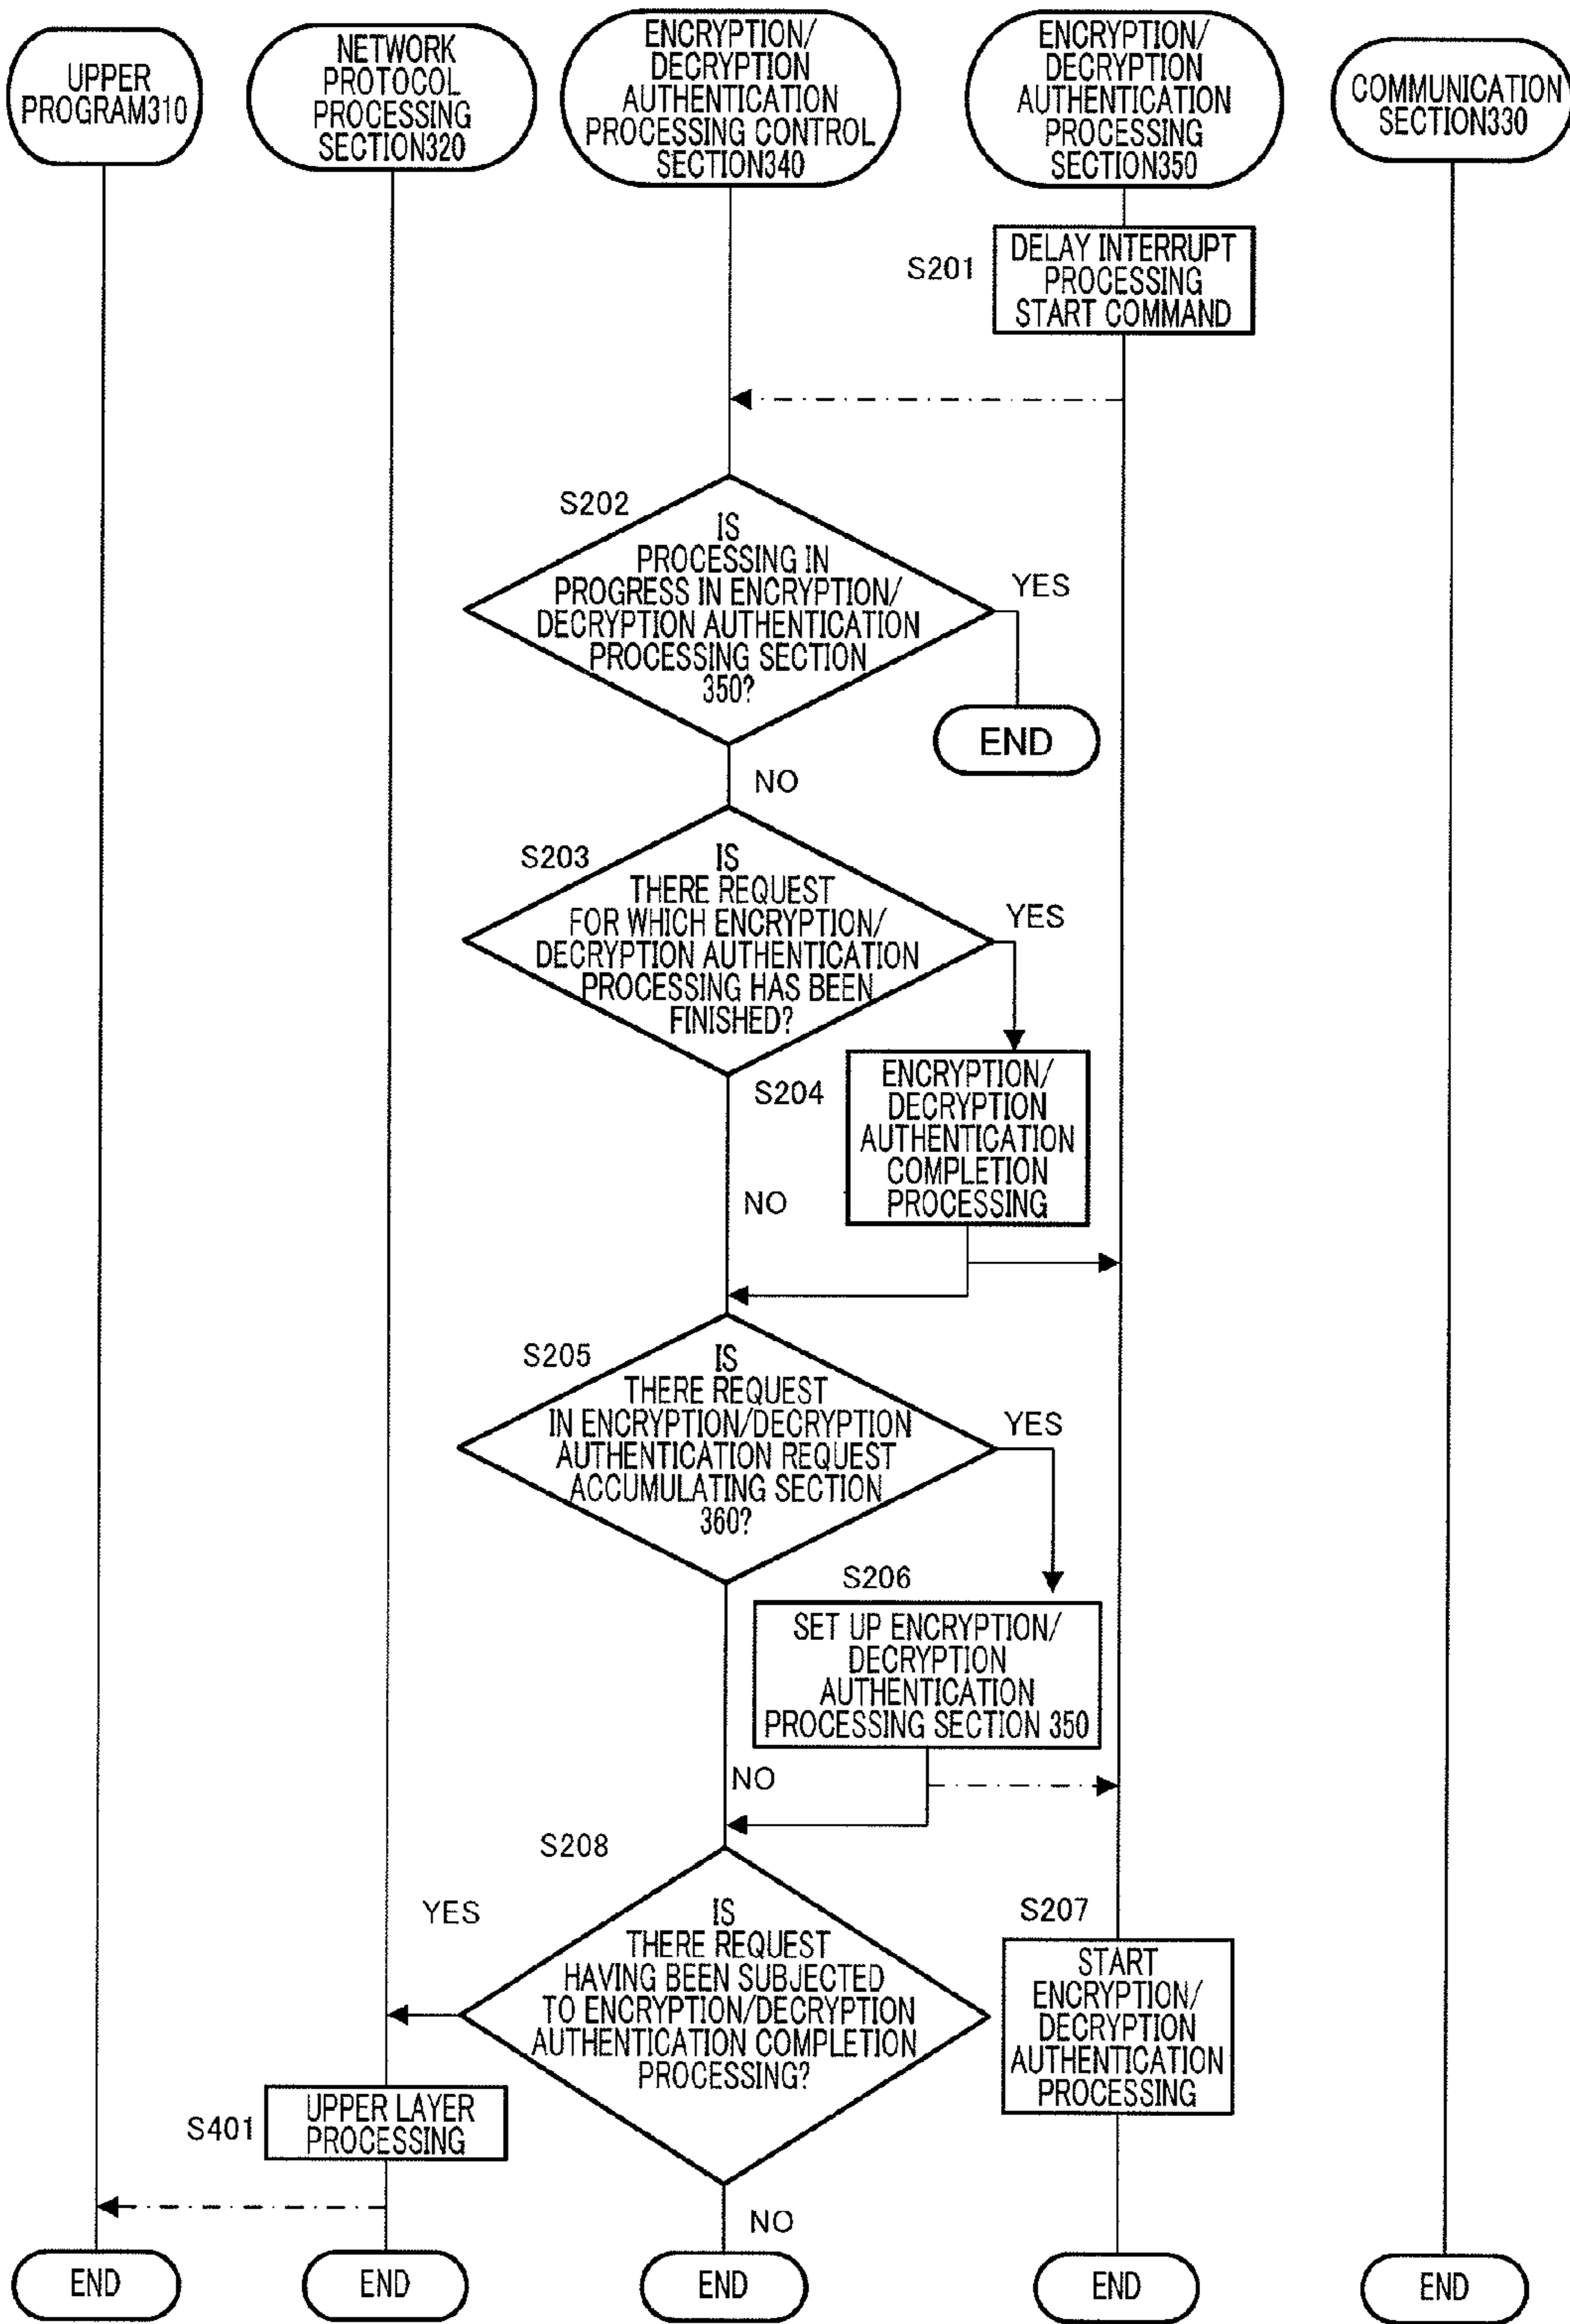 UPPER
PROGRAM310
NETWORK
PROTOCOL
PROCESSING
SECTION320
ENCRYPTION/
DECRYPTION
AUTHENTICATION
PROCESSING CONTROL
SECTION340
ENCRYPTION/
DECRYPTION
AUTHENTICATION
PROCESSING
SECTION350
COMMUNICATION
SECTION330
S201
DELAY INTERRUPT
PROCESSING
START COMMAND
S202
IS
PROCESSING IN
PROGRESS IN ENCRYPTION/
DECRYPTION AUTHENTICATION
PROCESSING SECTION
350?
YES
END
NO
S203
IS
THERE REQUEST
FOR WHICH ENCRYPTION/
DECRYPTION AUTHENTICATION
PROCESSING HAS BEEN
FINISHED?
YES
S204
ENCRYPTION/
DECRYPTION
AUTHENTICATION
COMPLETION
PROCESSING
NO
S205
IS
THERE REQUEST
IN ENCRYPTION/DECRYPTION
AUTHENTICATION REQUEST
ACCUMULATING SECTION
360?
YES
S206
SET UP ENCRYPTION/
DECRYPTION
AUTHENTICATION
PROCESSING SECTION 350
NO
S208
IS
THERE REQUEST
HAVING BEEN SUBJECTED
TO ENCRYPTION/DECRYPTION
AUTHENTICATION COMPLETION
PROCESSING?
YES
S207
START
ENCRYPTION/
DECRYPTION
AUTHENTICATION
PROCESSING
S401
UPPER LAYER
PROCESSING
NO
END
END
END
END
END